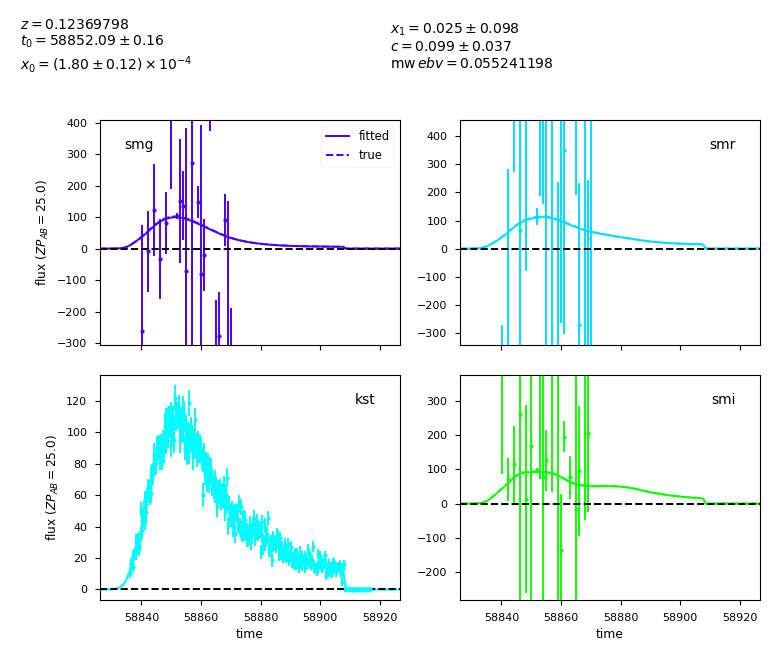 z = 0.12369798
t₀ = 58852.09 ± 0.16
x₀ = (1.80 ± 0.12) × 10⁻⁴
x₁ = 0.025 ± 0.098
c = 0.099 ± 0.037
mw ebv = 0.055241198
smg
fitted
true
400
300
200
100
0
−100
−200
−300
flux (ZP_AB = 25.0)
smr
400
300
200
100
0
−100
−200
−300
kst
120
100
80
60
40
20
0
flux (ZP_AB = 25.0)
58840 58860 58880 58900 58920
time
smi
300
200
100
0
−100
−200
58840 58860 58880 58900 58920
time